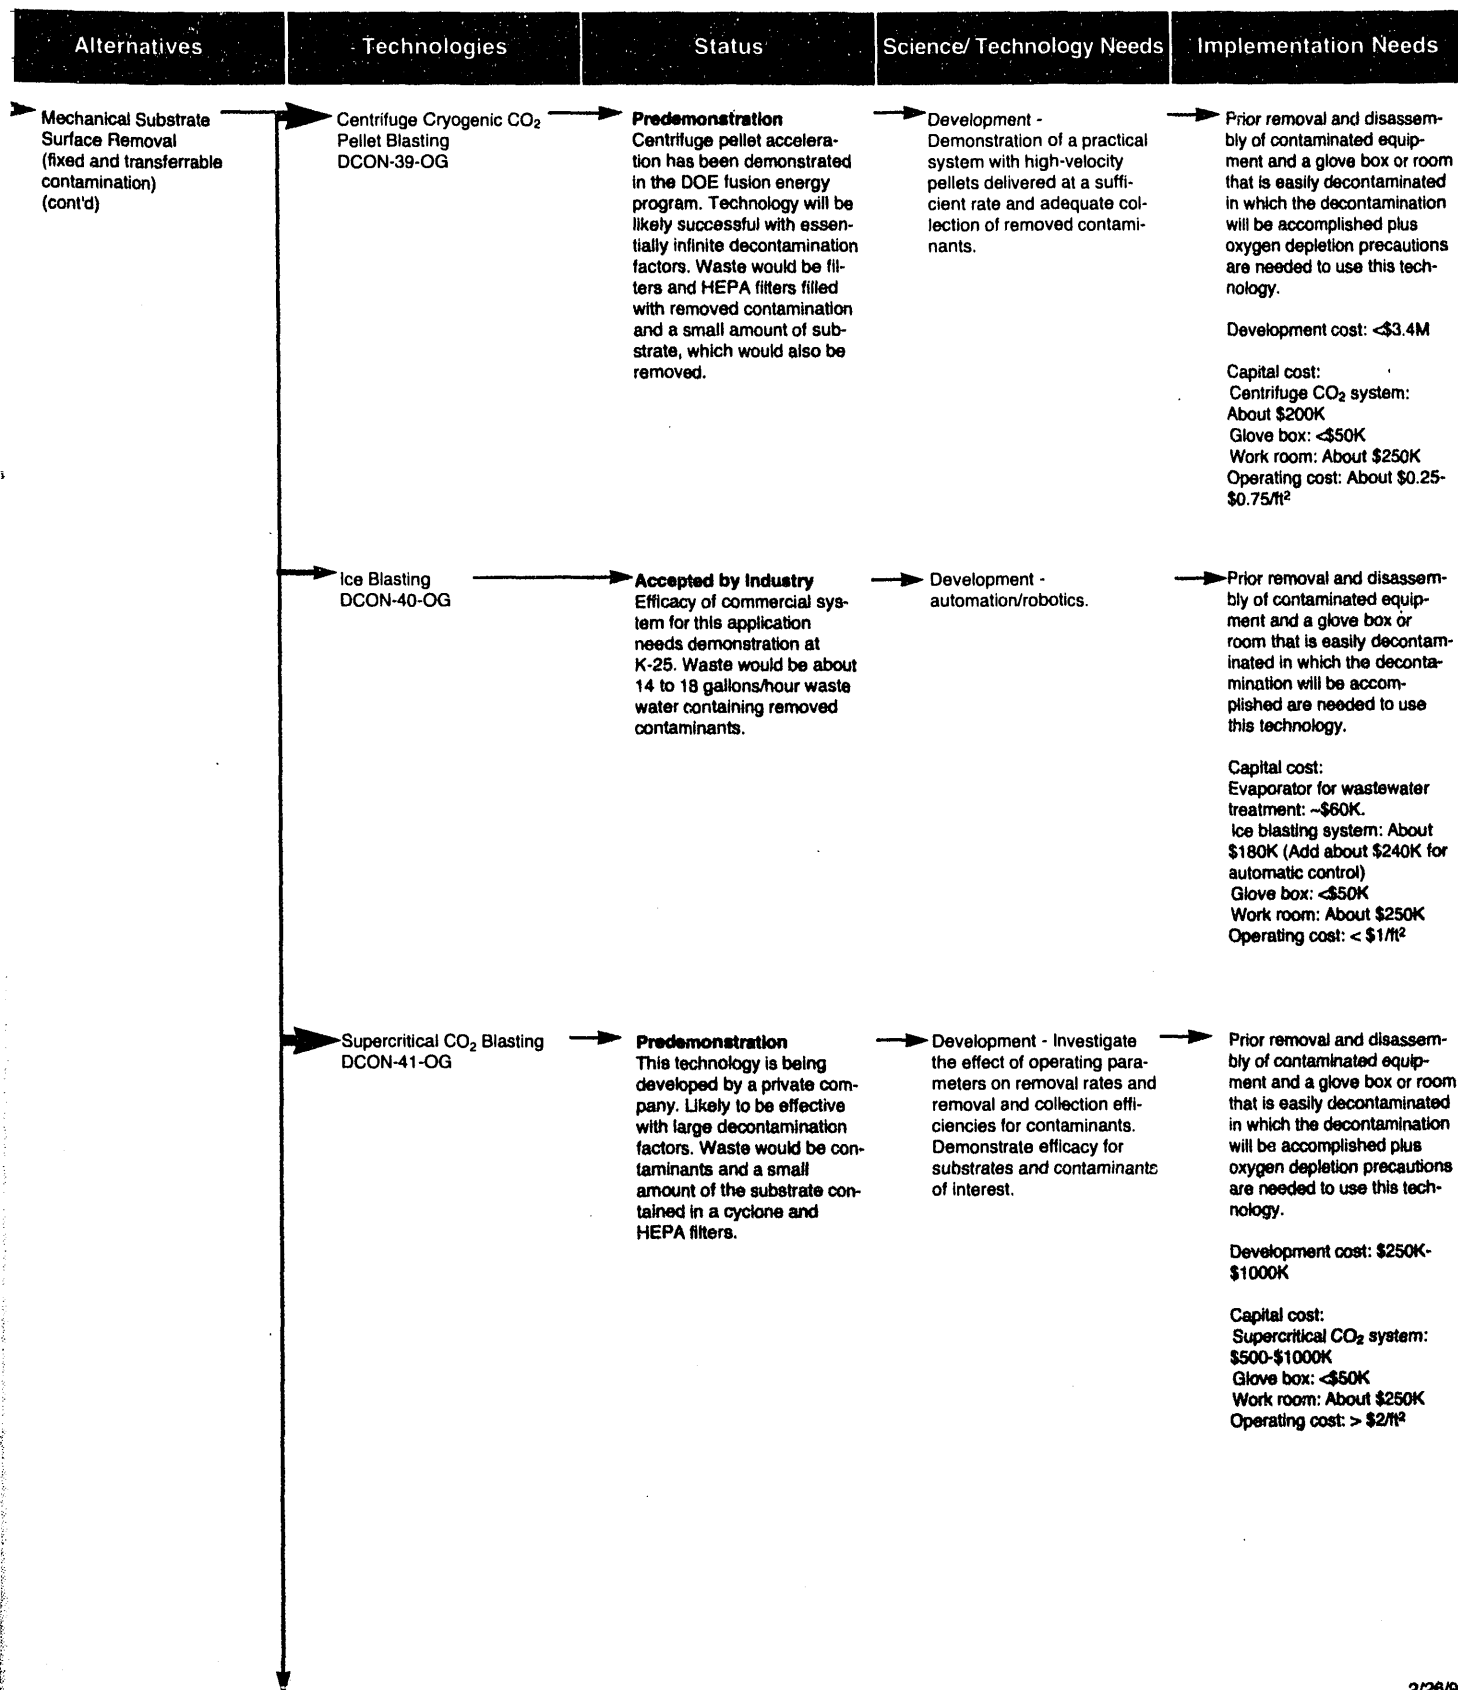 Alternatives
Technologies
Status
Science/ Technology Needs
Implementation Needs
Mechanical Substrate
Surface Removal
(fixed and transferrable
contamination)
(cont'd)
Centrifuge Cryogenic CO₂
Pellet Blasting
DCON-39-OG
Predemonstration
Centrifuge pellet accelera-
tion has been demonstrated
in the DOE fusion energy
program. Technology will be
likely successful with essen-
tially infinite decontamination
factors. Waste would be fil-
ters and HEPA filters filled
with removed contamination
and a small amount of sub-
strate, which would also be
removed.
Development -
Demonstration of a practical
system with high-velocity
pellets delivered at a suffi-
cient rate and adequate col-
lection of removed contami-
nants.
Prior removal and disassem-
bly of contaminated equip-
ment and a glove box or room
that is easily decontaminated
in which the decontamination
will be accomplished plus
oxygen depletion precautions
are needed to use this tech-
nology.
Development cost: <$3.4M
Capital cost:
Centrifuge CO₂ system:
About $200K
Glove box: <$50K
Work room: About $250K
Operating cost: About $0.25-
$0.75/ft²
Ice Blasting
DCON-40-OG
Accepted by Industry
Efficacy of commercial sys-
tem for this application
needs demonstration at
K-25. Waste would be about
14 to 18 gallons/hour waste
water containing removed
contaminants.
Development -
automation/robotics.
Prior removal and disassem-
bly of contaminated equip-
ment and a glove box or
room that is easily decontam-
inated in which the deconta-
mination will be accom-
plished are needed to use
this technology.
Capital cost:
Evaporator for wastewater
treatment: ~$60K.
Ice blasting system: About
$180K (Add about $240K for
automatic control)
Glove box: <$50K
Work room: About $250K
Operating cost: < $1/ft²
Supercritical CO₂ Blasting
DCON-41-OG
Predemonstration
This technology is being
developed by a private com-
pany. Likely to be effective
with large decontamination
factors. Waste would be con-
taminants and a small
amount of the substrate con-
tained in a cyclone and
HEPA filters.
Development - Investigate
the effect of operating para-
meters on removal rates and
removal and collection effi-
ciencies for contaminants.
Demonstrate efficacy for
substrates and contaminants
of interest.
Prior removal and disassem-
bly of contaminated equip-
ment and a glove box or room
that is easily decontaminated
in which the decontamination
will be accomplished plus
oxygen depletion precautions
are needed to use this tech-
nology.
Development cost: $250K-
$1000K
Capital cost:
Supercritical CO₂ system:
$500-$1000K
Glove box: <$50K
Work room: About $250K
Operating cost: > $2/ft²